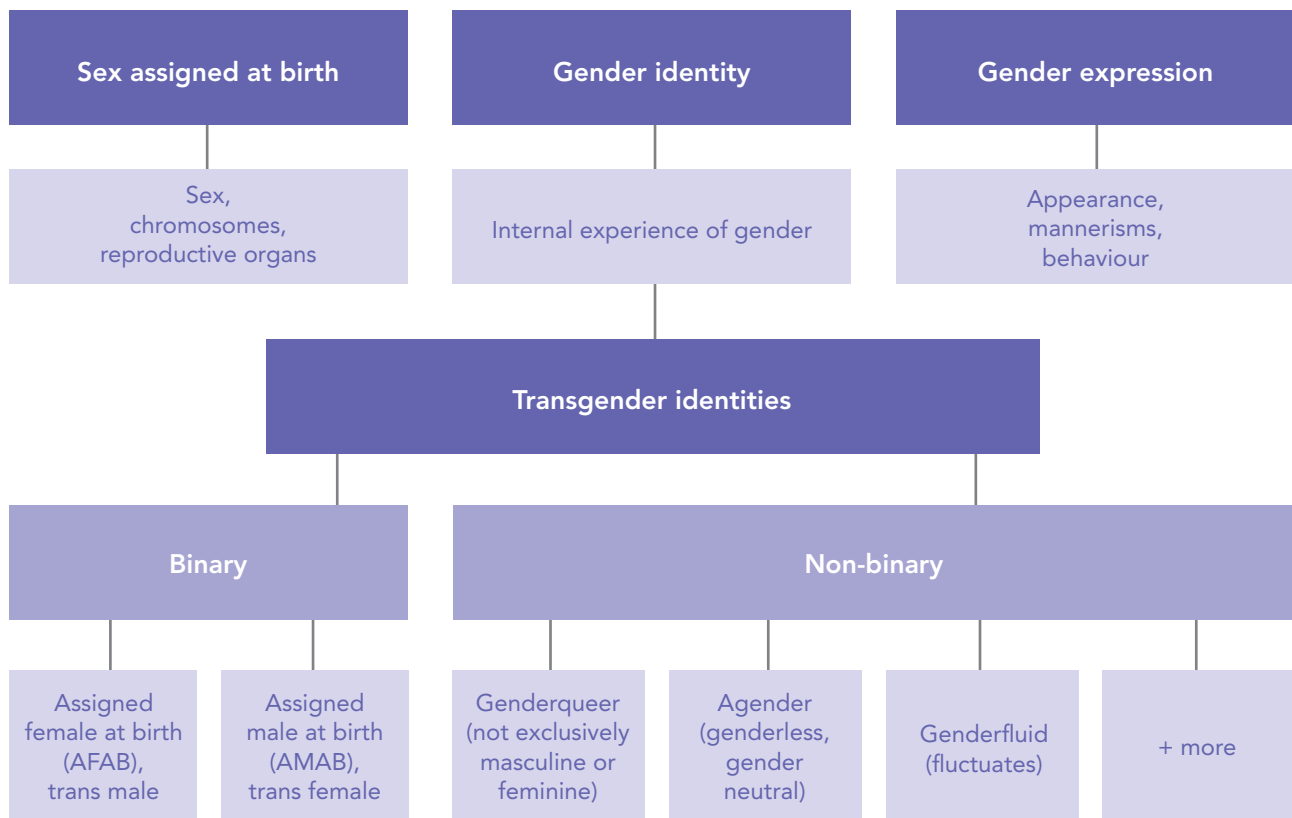 Sex assigned at birth
Gender identity
Gender expression
Sex,
chromosomes,
reproductive organs
Internal experience of gender
Appearance,
mannerisms,
behaviour
Transgender identities
Binary
Non-binary
Assigned
female at birth
(AFAB),
trans male
Assigned
male at birth
(AMAB),
trans female
Genderqueer
(not exclusively
masculine or
feminine)
Agender
(genderless,
gender
neutral)
Genderfluid
(fluctuates)
+ more